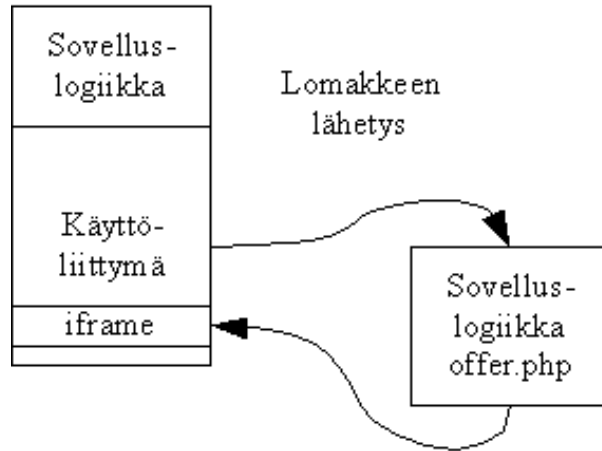 Sovellus-
logiikka
Lomakkeen
lähetys
Käyttö-
liittymä
iframe
Sovellus-
logiikka
offer.php